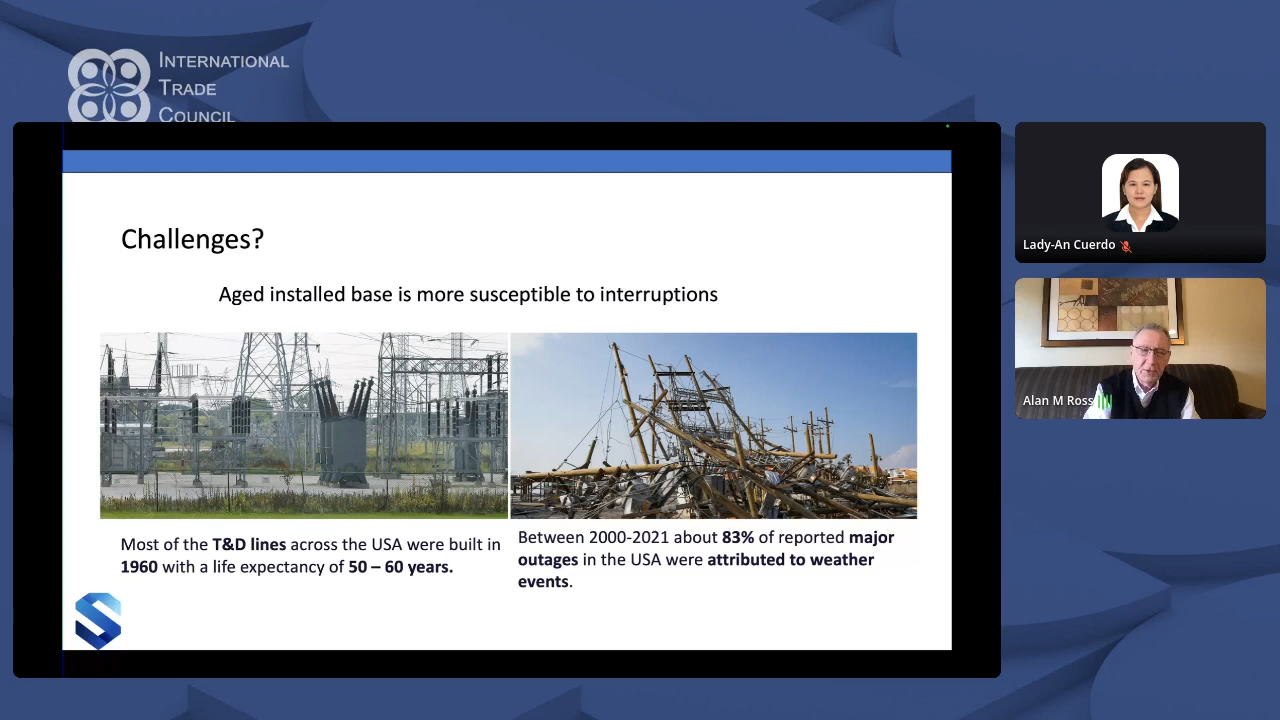 INTERNATIONAL
TRADE
COUNCIL
Challenges?
Aged installed base is more susceptible to interruptions
Most of the T&D lines across the USA were built in
1960 with a life expectancy of 50 – 60 years.
Between 2000-2021 about 83% of reported major
outages in the USA were attributed to weather
events.
Lady-An Cuerdo
Alan M Ross